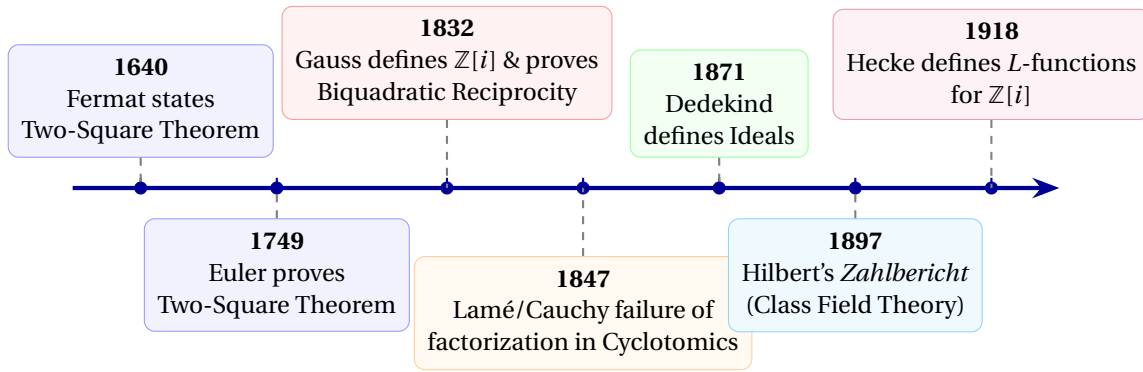 1640
Fermat states
Two-Square Theorem
1749
Euler proves
Two-Square Theorem
1832
Gauss defines ℤ[i] & proves
Biquadratic Reciprocity
1847
Lamé/Cauchy failure of
factorization in Cyclotomics
1871
Dedekind
defines Ideals
1897
Hilbert's Zahlbericht
(Class Field Theory)
1918
Hecke defines L-functions
for ℤ[i]